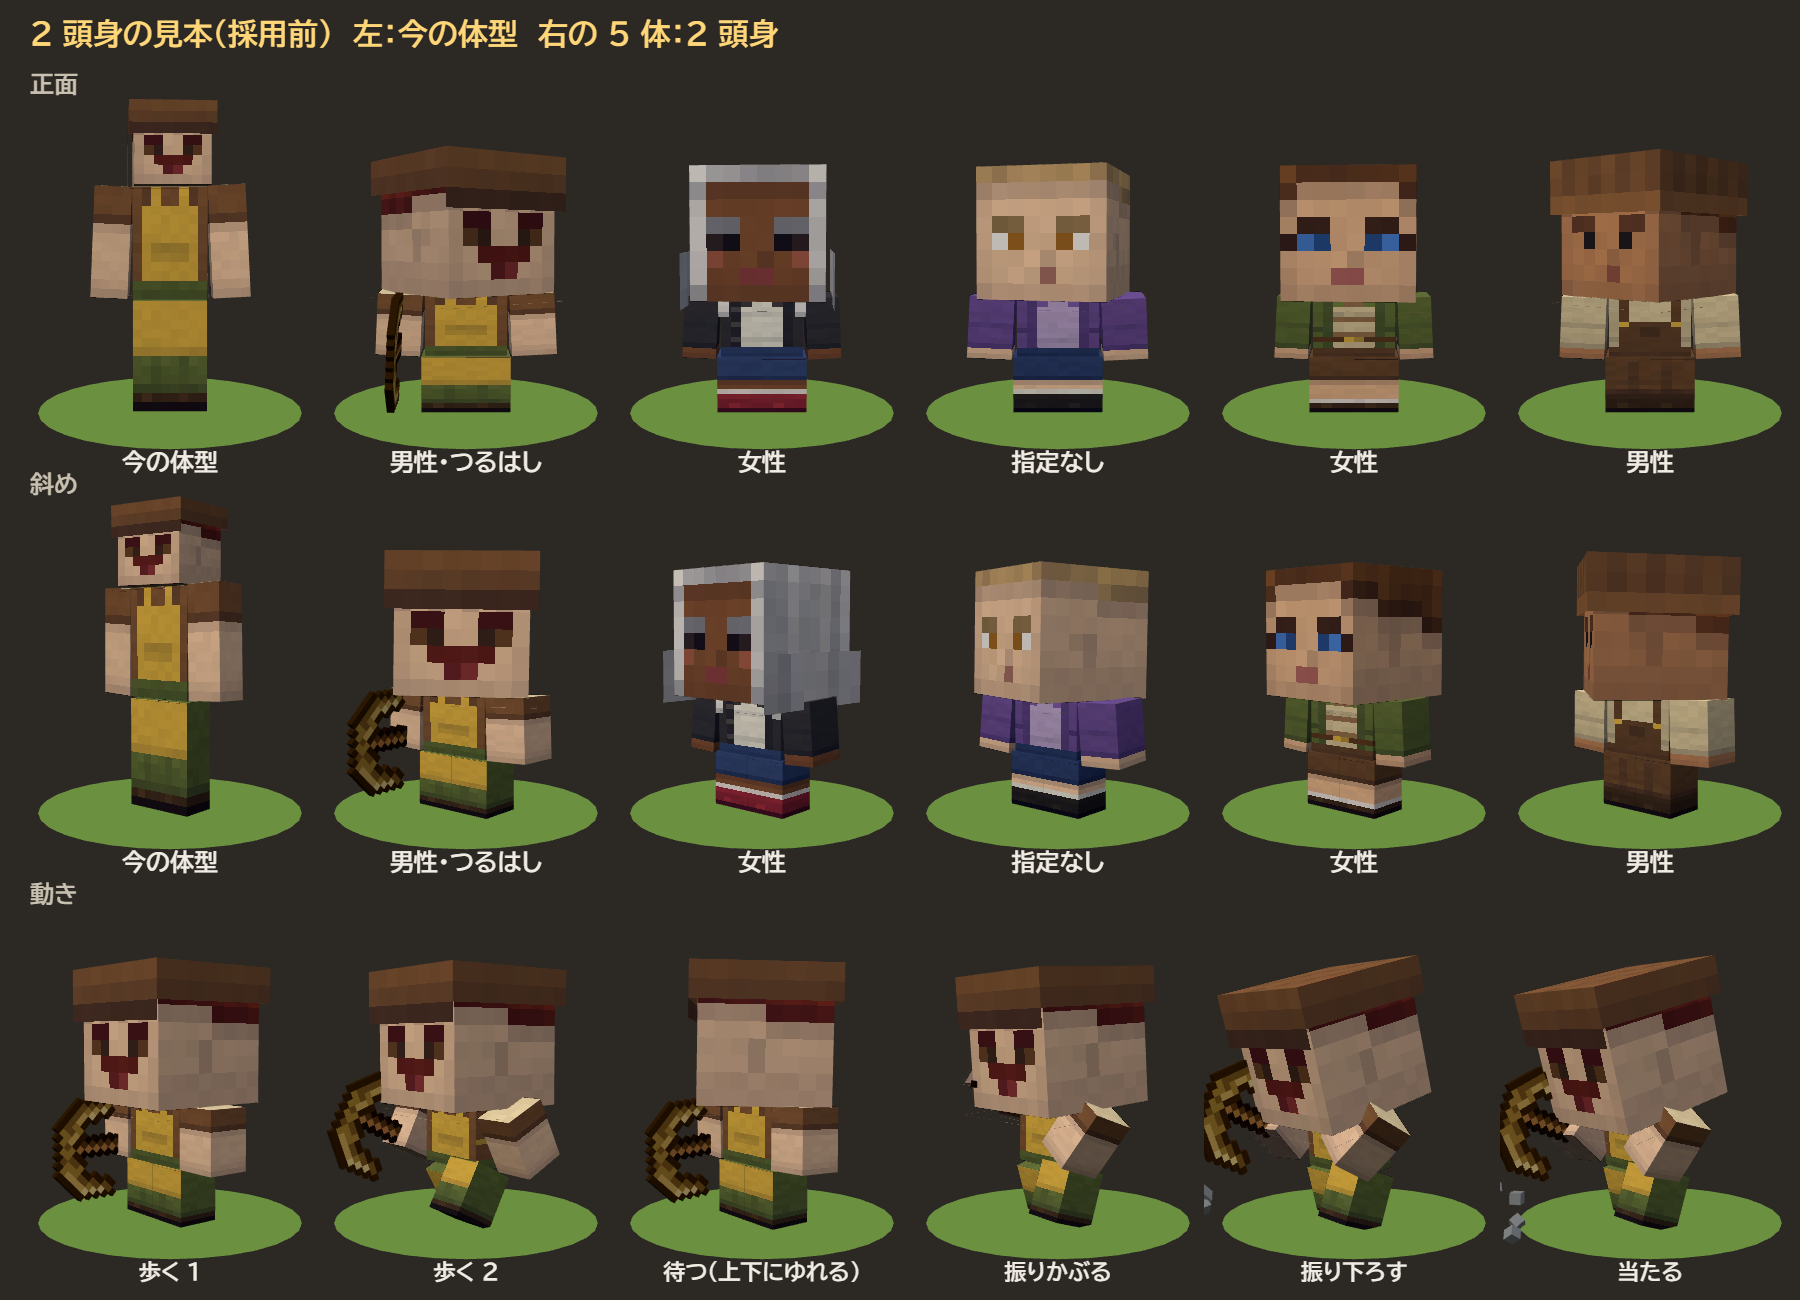 2 頭身の見本(採用前) 左:今の体型 右の 5 体:2 頭身
正面
今の体型 男性・つるはし 女性 指定なし 女性 男性
斜め
今の体型 男性・つるはし 女性 指定なし 女性 男性
動き
歩く 1 歩く 2 待つ(上下にゆれる) 振りかぶる 振り下ろす 当たる